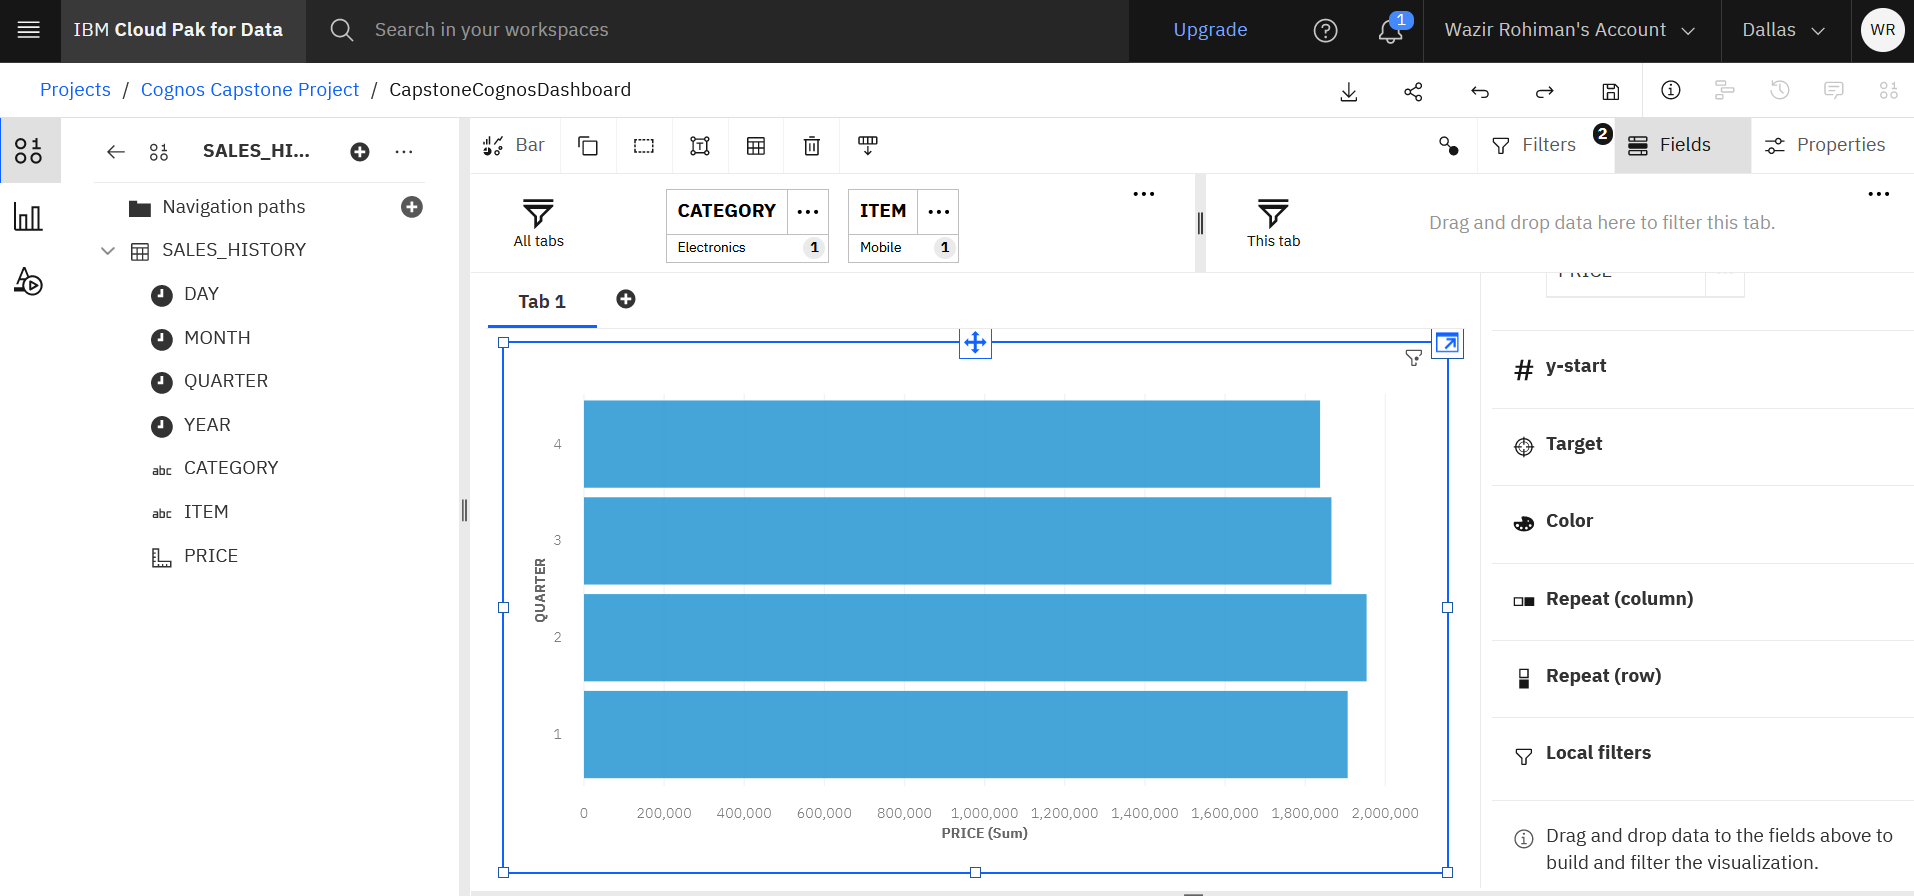 IBM Cloud Pak for Data
Search in your workspaces
Upgrade
1
Wazir Rohiman's Account
Dallas
WR
Projects / Cognos Capstone Project / CapstoneCognosDashboard
SALES_HI...
Navigation paths
SALES_HISTORY
DAY
MONTH
QUARTER
YEAR
abc CATEGORY
abc ITEM
PRICE
Bar
Filters
2
Fields
Properties
All tabs
CATEGORY
Electronics 1
ITEM
Mobile 1
This tab
Drag and drop data here to filter this tab.
Tab 1
QUARTER
4
3
2
1
0 200,000 400,000 600,000 800,000 1,000,000 1,200,000 1,400,000 1,600,000 1,800,000 2,000,000
PRICE (Sum)
PRICE
y-start
Target
Color
Repeat (column)
Repeat (row)
Local filters
Drag and drop data to the fields above to
build and filter the visualization.